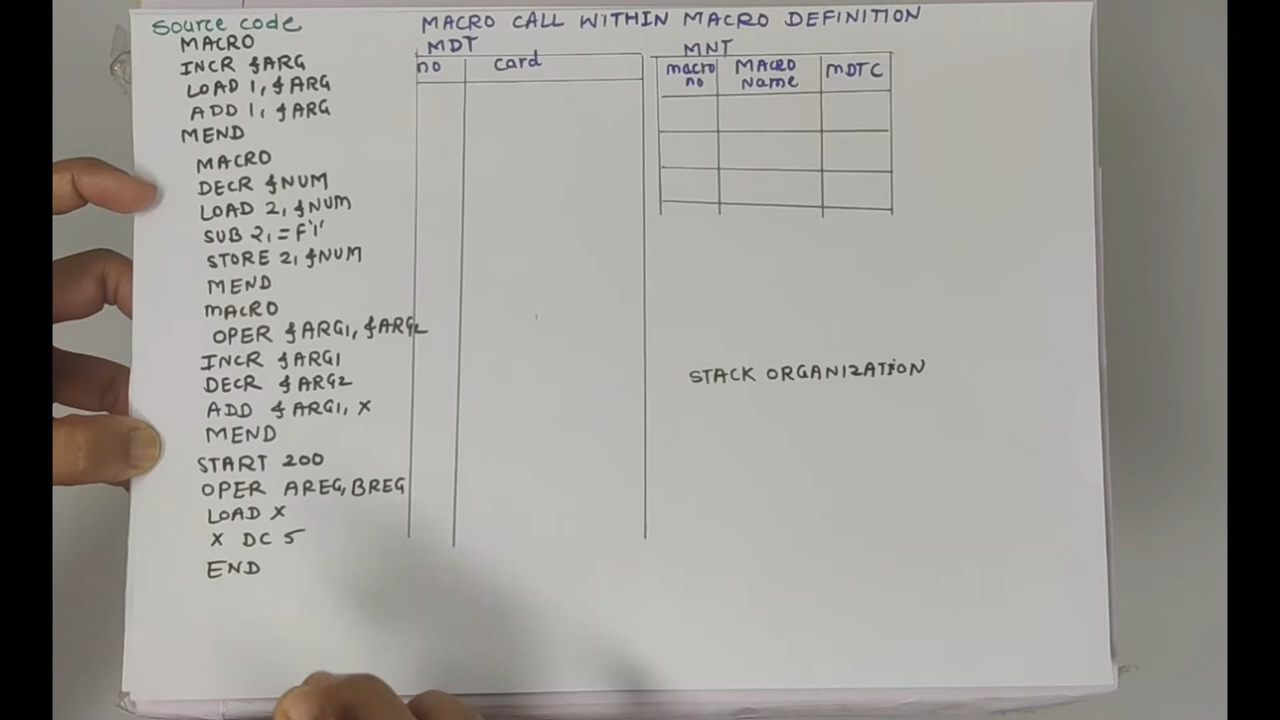 Source code
MACRO
INCR &ARG
LOAD 1, &ARG
ADD 1, &ARG
MEND
MACRO
DECR &NUM
LOAD 2, &NUM
SUB 2, =F'1'
STORE 2, &NUM
MEND
MACRO
OPER &ARG1, &ARG2
INCR &ARG1
DECR &ARG2
ADD &ARG1, X
MEND
START 200
OPER AREG, BREG
LOAD X
X DC 5
END
MACRO CALL WITHIN MACRO DEFINITION
MDT
no card
MNT
macro no MACRO Name MDTC
STACK ORGANIZATION